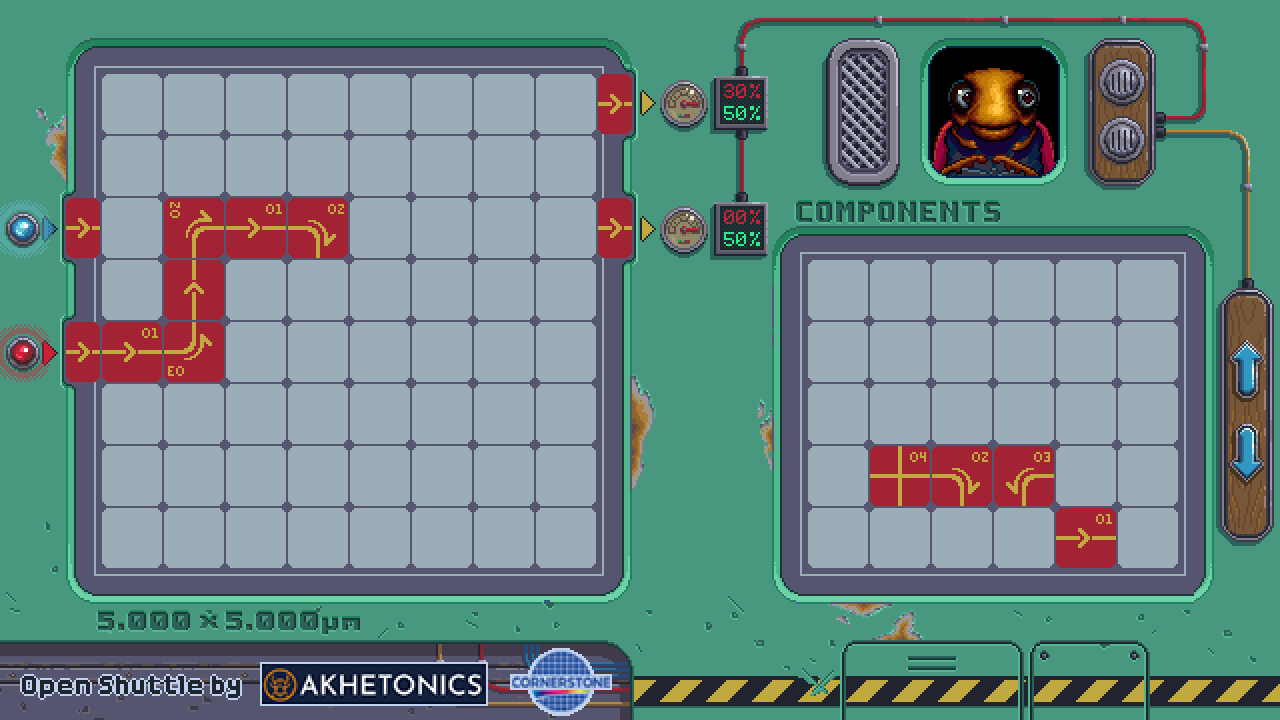 30%
50%
00%
50%
COMPONENTS
02
01
02
01
03
04
02
03
01
5.000 × 5.000µm
Open Shuttle by
AKHETONICS
CORNERSTONE